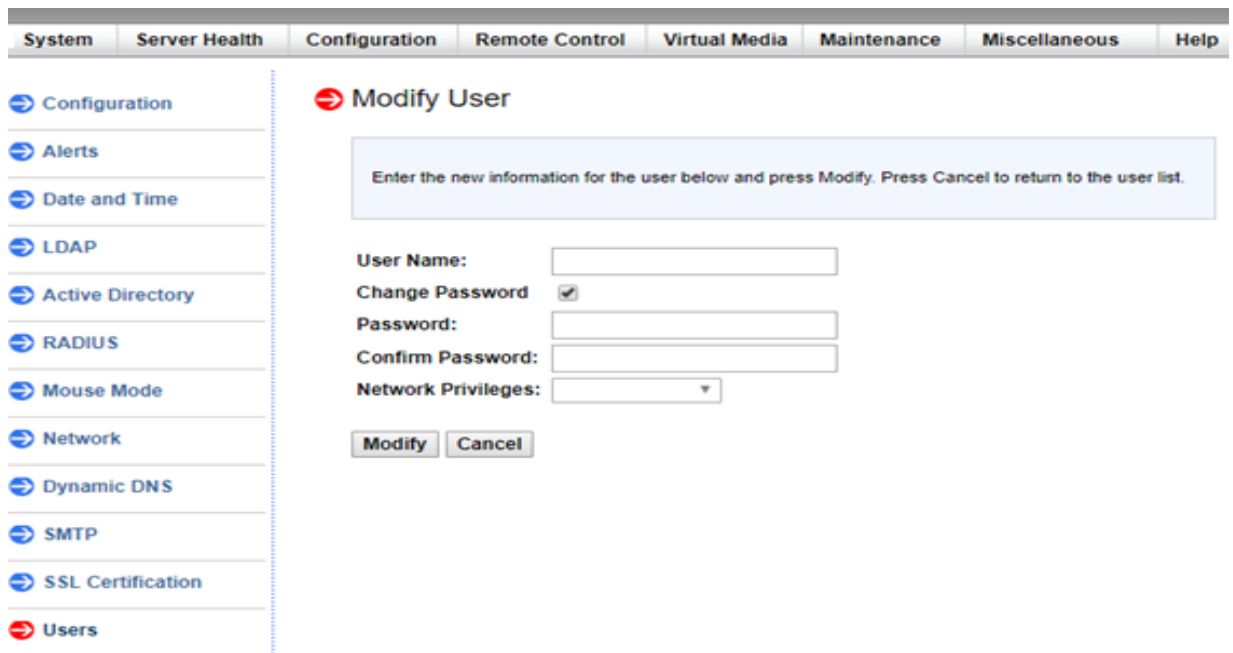 System Server Health Configuration Remote Control Virtual Media Maintenance Miscellaneous Help
Configuration
Alerts
Date and Time
LDAP
Active Directory
RADIUS
Mouse Mode
Network
Dynamic DNS
SMTP
SSL Certification
Users
Modify User
Enter the new information for the user below and press Modify. Press Cancel to return to the user list.
User Name:
Change Password
Password:
Confirm Password:
Network Privileges:
Modify Cancel